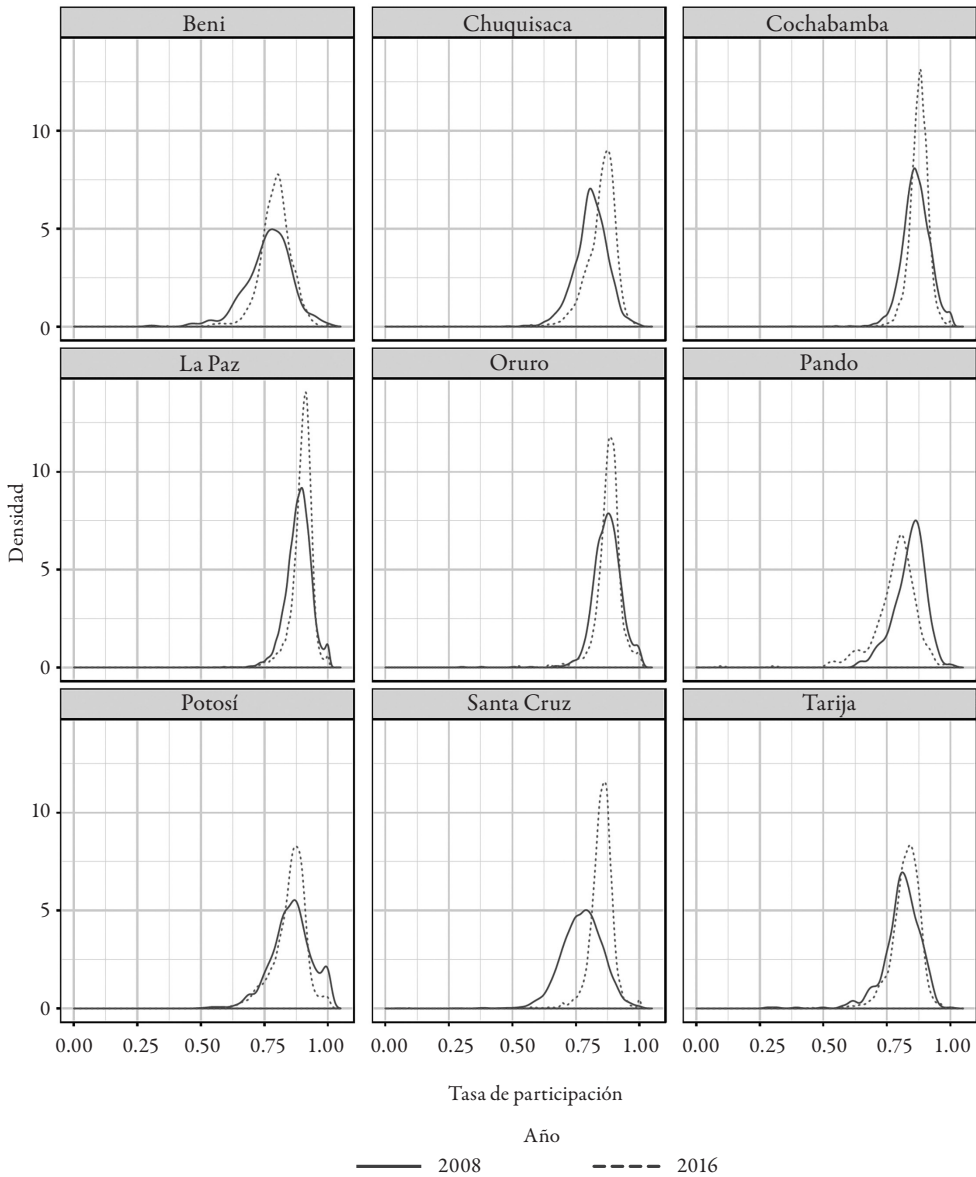 Beni Chuquisaca Cochabamba
10
5
0
La Paz Oruro Pando
10
5
0
Densidad
Potosí Santa Cruz Tarija
10
5
0
0.00 0.25 0.50 0.75 1.00 0.00 0.25 0.50 0.75 1.00 0.00 0.25 0.50 0.75 1.00
Tasa de participación
Año
2008 2016